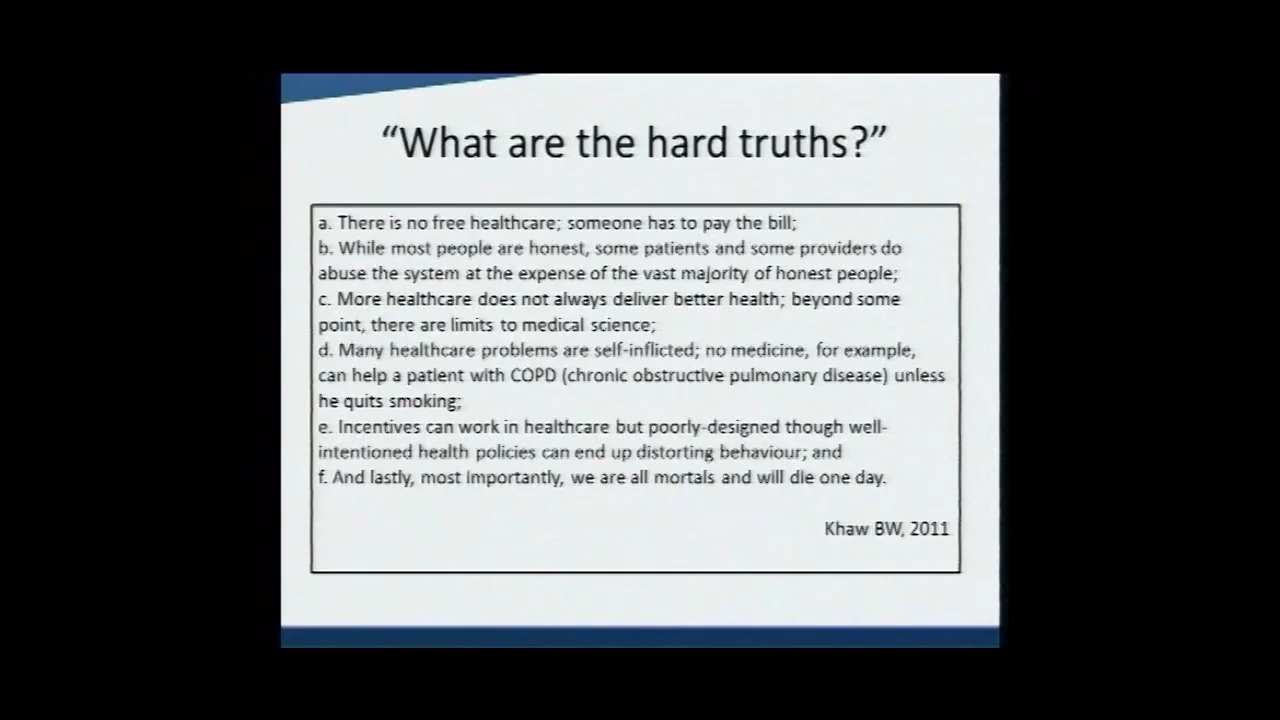 “What are the hard truths?”
a. There is no free healthcare; someone has to pay the bill;
b. While most people are honest, some patients and some providers do
abuse the system at the expense of the vast majority of honest people;
c. More healthcare does not always deliver better health; beyond some
point, there are limits to medical science;
d. Many healthcare problems are self-inflicted; no medicine, for example,
can help a patient with COPD (chronic obstructive pulmonary disease) unless
he quits smoking;
e. Incentives can work in healthcare but poorly-designed though well-
intentioned health policies can end up distorting behaviour; and
f. And lastly, most importantly, we are all mortals and will die one day.
Khaw BW, 2011